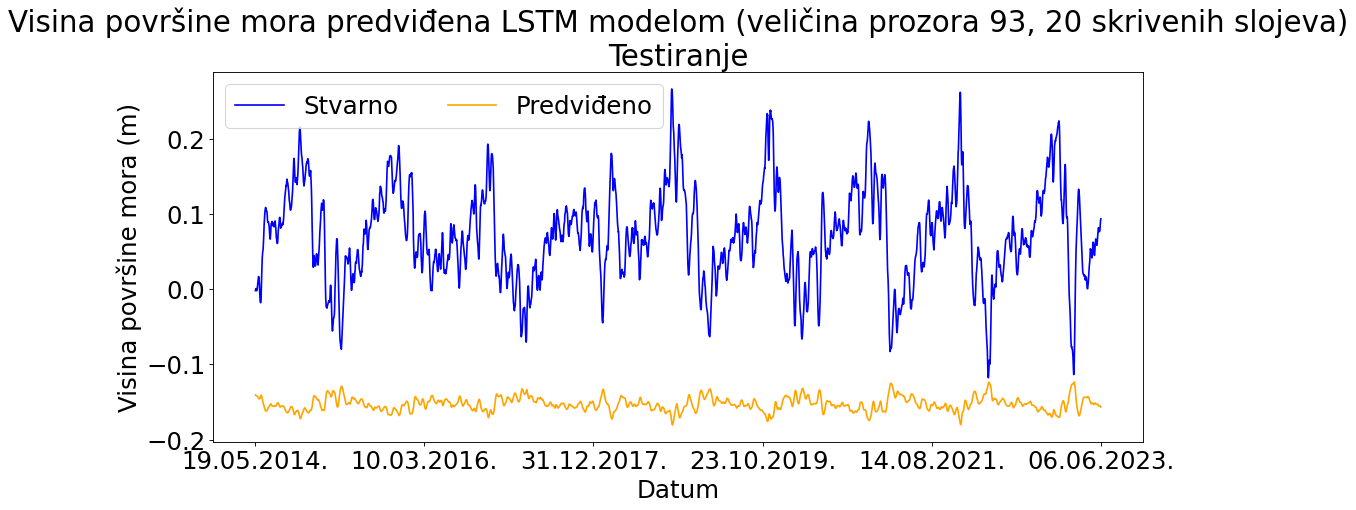 Visina površine mora predviđena LSTM modelom (veličina prozora 93, 20 skrivenih slojeva)
Testiranje
Stvarno Predviđeno
Visina površine mora (m)
0.2
0.1
0.0
−0.1
−0.2
19.05.2014. 10.03.2016. 31.12.2017. 23.10.2019. 14.08.2021. 06.06.2023.
Datum